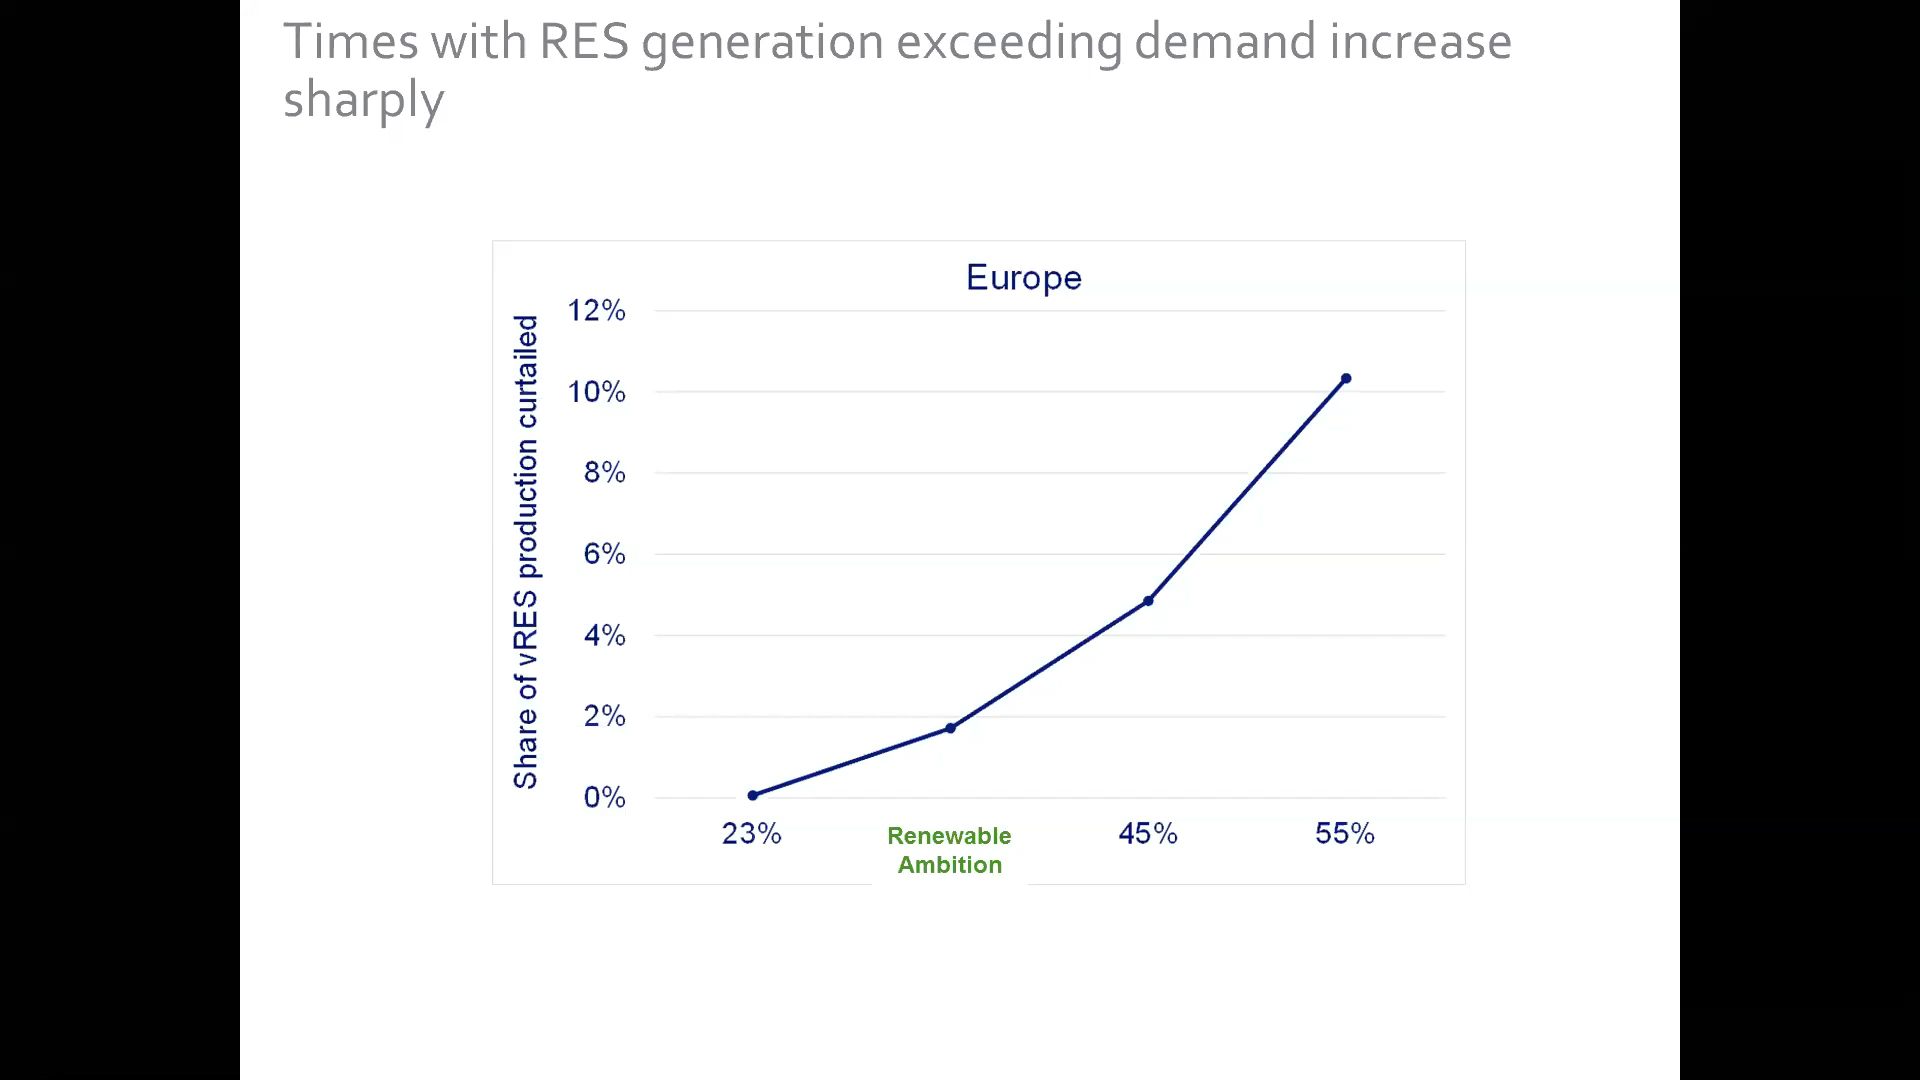 Times with RES generation exceeding demand increase
sharply
Europe
Share of vRES production curtailed
12%
10%
8%
6%
4%
2%
0%
23%
Renewable
Ambition
45%
55%